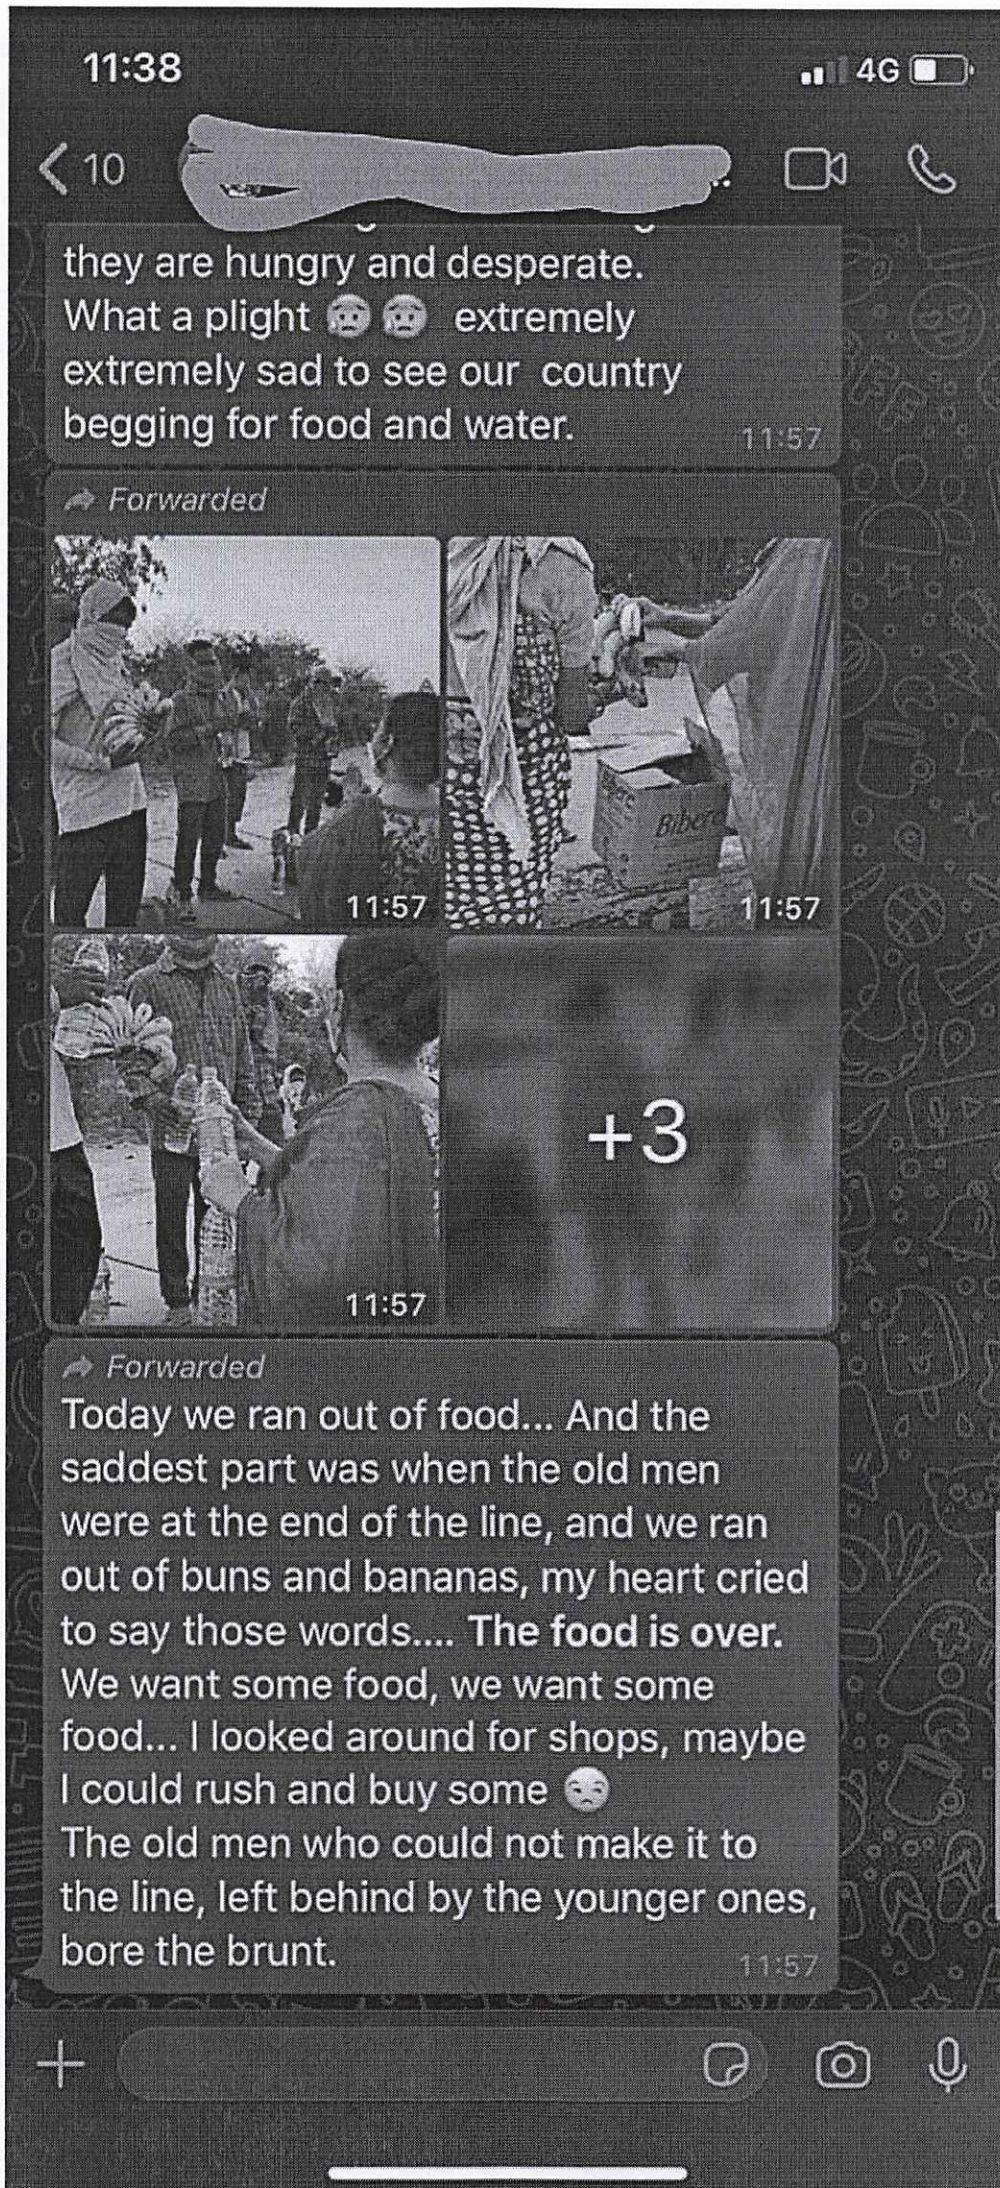 11:38
4G
10
they are hungry and desperate.
What a plight 😥😥 extremely
extremely sad to see our country
begging for food and water.
11:57
Forwarded
Biberc
11:57
11:57
11:57
+3
Forwarded
Today we ran out of food... And the
saddest part was when the old men
were at the end of the line, and we ran
out of buns and bananas, my heart cried
to say those words.... The food is over.
We want some food, we want some
food... I looked around for shops, maybe
I could rush and buy some 😒
The old men who could not make it to
the line, left behind by the younger ones,
bore the brunt.
11:57